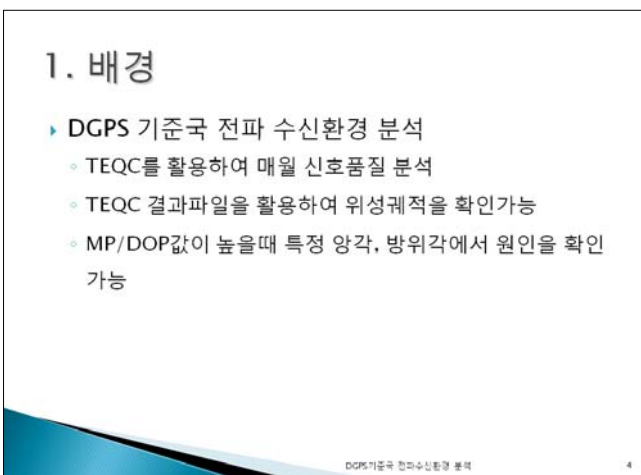 1. 배경
DGPS 기준국 전파 수신환경 분석
TEQC를 활용하여 매월 신호품질 분석
TEQC 결과파일을 활용하여 위성궤적을 확인가능
MP/DOP값이 높을때 특정 앙각, 방위각에서 원인을 확인
가능
DGPS기준국 전파수신환경 분석
4